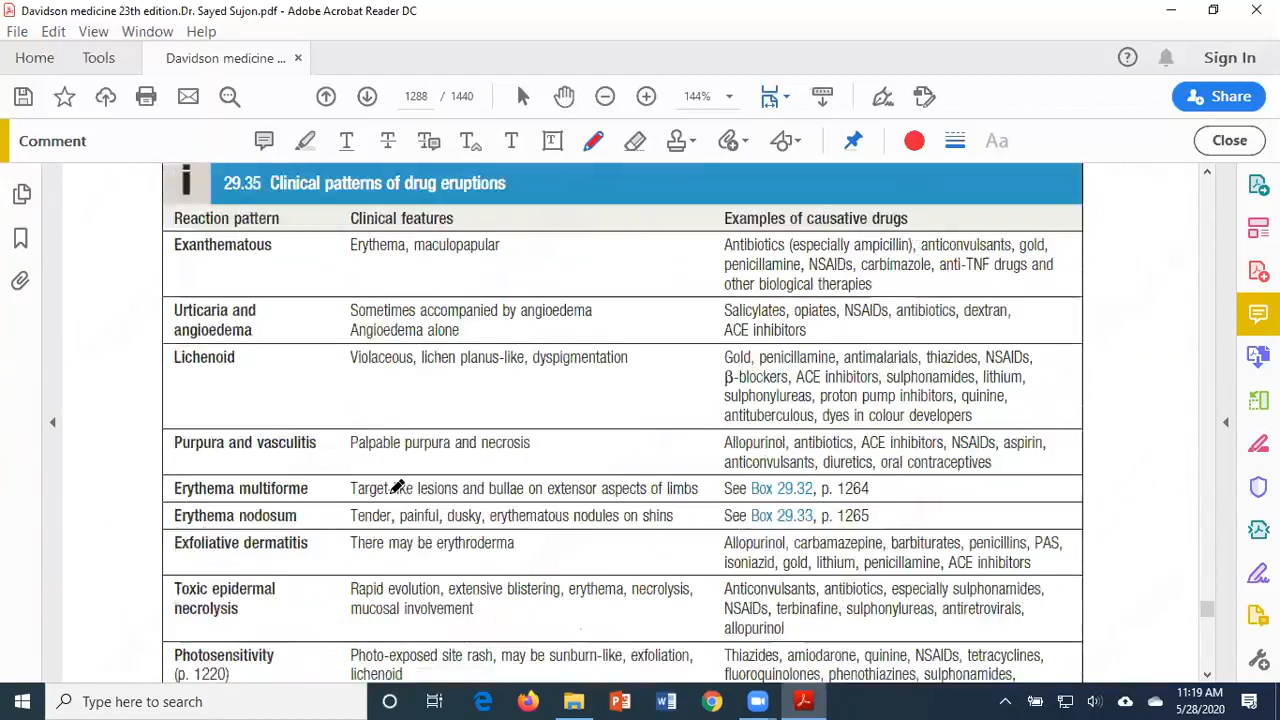 Davidson medicine 23th edition.Dr. Sayed Sujon.pdf - Adobe Acrobat Reader DC
File Edit View Window Help
Home Tools Davidson medicine ... × Sign In
1288 / 1440 144% Share
Comment Aa Close
i 29.35 Clinical patterns of drug eruptions
Reaction pattern Clinical features Examples of causative drugs
Exanthematous Erythema, maculopapular Antibiotics (especially ampicillin), anticonvulsants, gold,
penicillamine, NSAIDs, carbimazole, anti-TNF drugs and
other biological therapies
Urticaria and Sometimes accompanied by angioedema Salicylates, opiates, NSAIDs, antibiotics, dextran,
angioedema Angioedema alone ACE inhibitors
Lichenoid Violaceous, lichen planus-like, dyspigmentation Gold, penicillamine, antimalarials, thiazides, NSAIDs,
β-blockers, ACE inhibitors, sulphonamides, lithium,
sulphonylureas, proton pump inhibitors, quinine,
antituberculous, dyes in colour developers
Purpura and vasculitis Palpable purpura and necrosis Allopurinol, antibiotics, ACE inhibitors, NSAIDs, aspirin,
anticonvulsants, diuretics, oral contraceptives
Erythema multiforme Target-like lesions and bullae on extensor aspects of limbs See Box 29.32, p. 1264
Erythema nodosum Tender, painful, dusky, erythematous nodules on shins See Box 29.33, p. 1265
Exfoliative dermatitis There may be erythroderma Allopurinol, carbamazepine, barbiturates, penicillins, PAS,
isoniazid, gold, lithium, penicillamine, ACE inhibitors
Toxic epidermal Rapid evolution, extensive blistering, erythema, necrolysis, Anticonvulsants, antibiotics, especially sulphonamides,
necrolysis mucosal involvement NSAIDs, terbinafine, sulphonylureas, antiretrovirals,
allopurinol
Photosensitivity Photo-exposed site rash, may be sunburn-like, exfoliation, Thiazides, amiodarone, quinine, NSAIDs, tetracyclines,
(p. 1220) lichenoid fluoroquinolones, phenothiazines, sulphonamides,
Type here to search
11:19 AM
5/28/2020